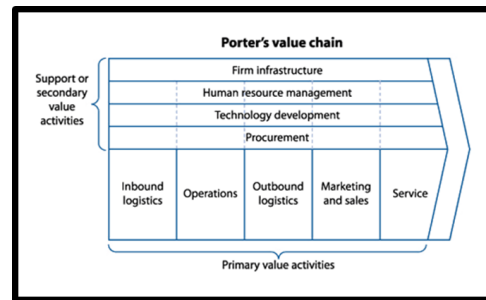 Porter's value chain
Support or
secondary
value
activities
Firm infrastructure
Human resource management
Technology development
Procurement
Inbound
logistics
Operations
Outbound
logistics
Marketing
and sales
Service
Primary value activities